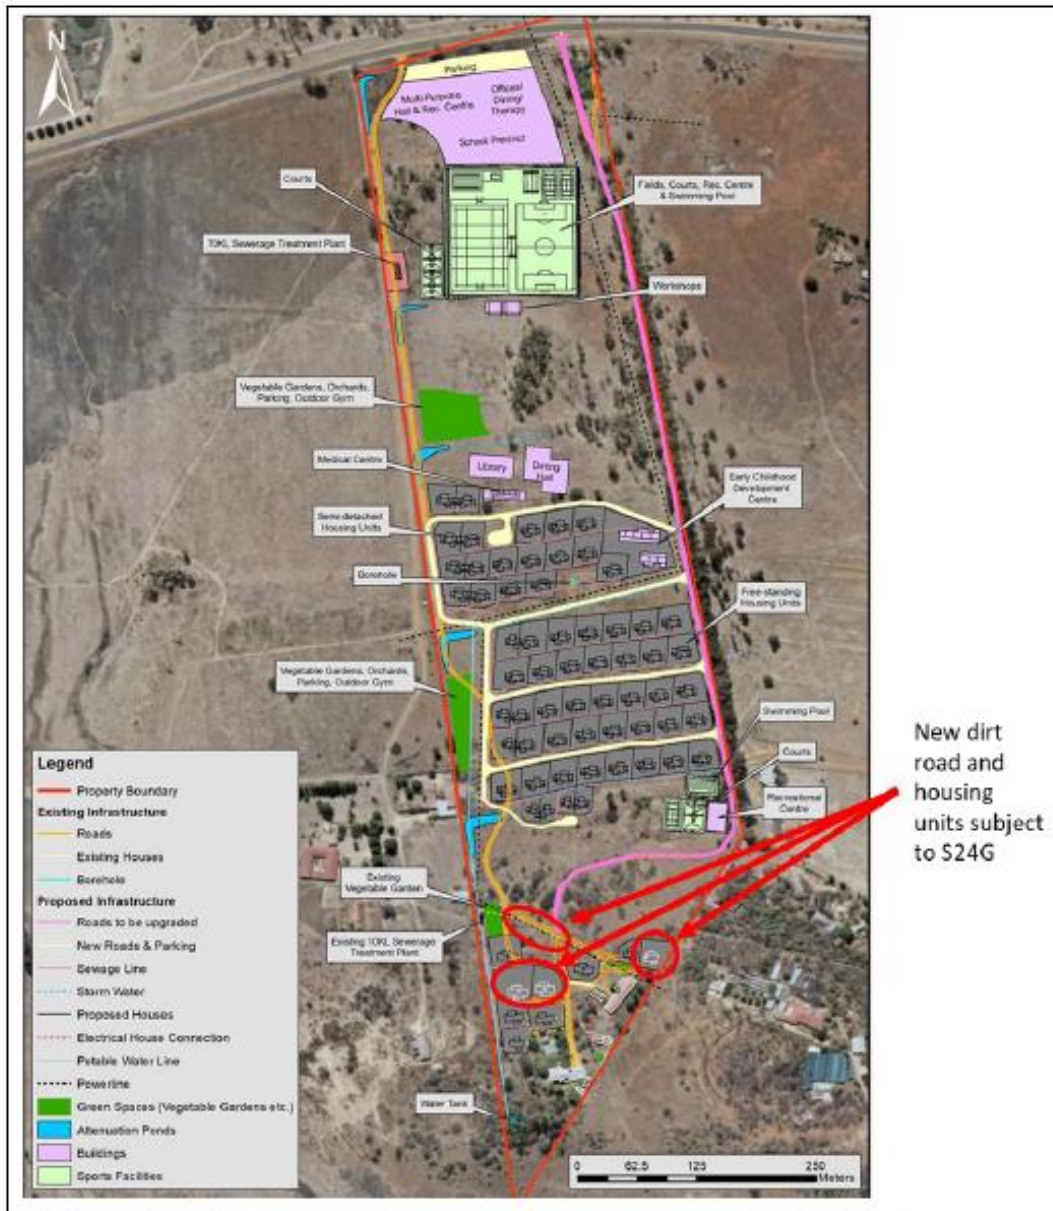 N
Parking
Multi-Purpose
Hall & Rec. Centre
Offices/
Dining/
Therapy
School Precinct
Courts
Fields, Courts, Rec. Centre
& Swimming Pool
70KL Sewerage Treatment Plant
Workshops
Vegetable Gardens, Orchards,
Parking, Outdoor Gym
Medical Centre
Library
Dining
Hall
Early Childhood
Development
Centre
Semi-detached
Housing Units
Borehole
Free-standing
Housing Units
Vegetable Gardens, Orchards,
Parking, Outdoor Gym
Swimming Pool
Courts
Recreational
Centre
New dirt
road and
housing
units subject
to S24G
Existing
Vegetable Garden
Existing 10KL Sewerage
Treatment Plant
Water Tank
Legend
Property Boundary
Existing Infrastructure
Roads
Existing Houses
Borehole
Proposed Infrastructure
Roads to be upgraded
New Roads & Parking
Sewage Line
Storm Water
Proposed Houses
Electrical House Connection
Potable Water Line
Powerline
Green Spaces (Vegetable Gardens etc.)
Attenuation Ponds
Buildings
Sports Facilities
0 62.5 125 250
Meters